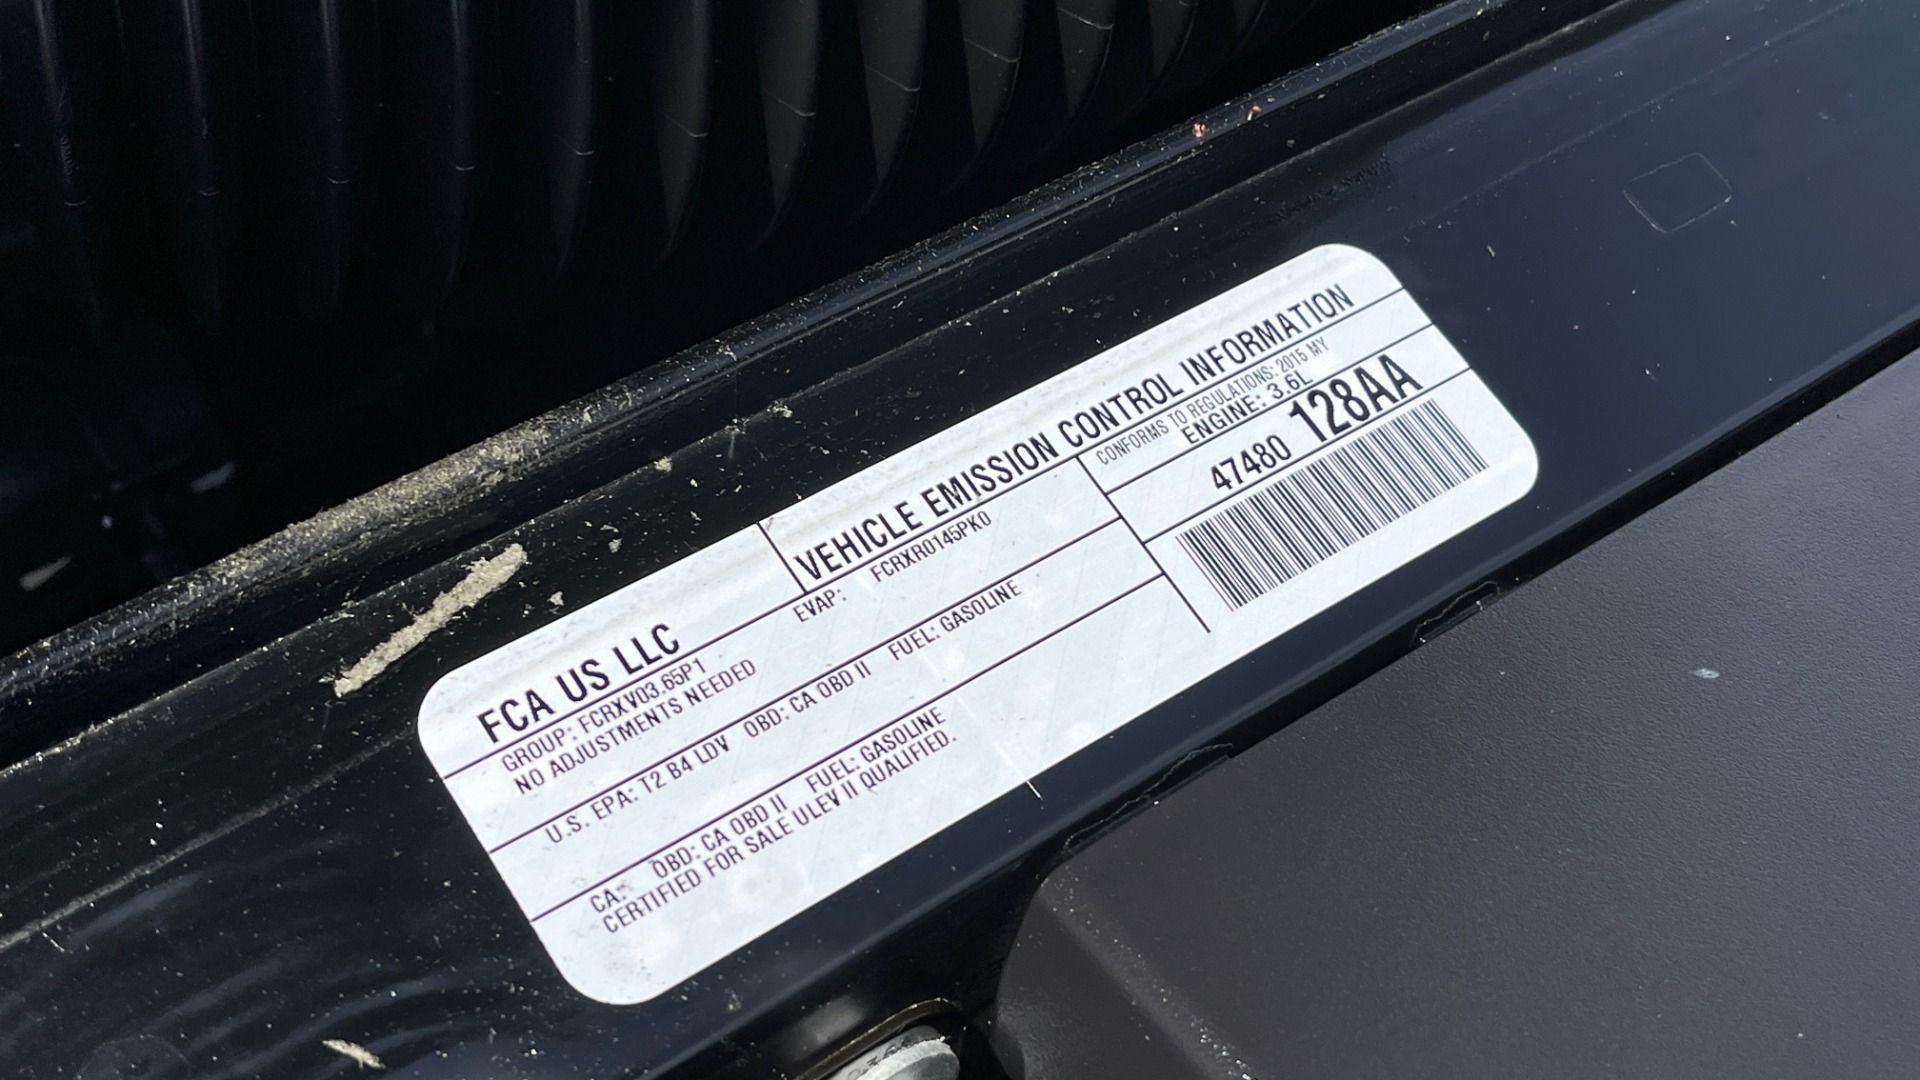 FCA US LLC
VEHICLE EMISSION CONTROL INFORMATION
GROUP: FCRXV03.65P1
EVAP: FCRXR0145PK0
NO ADJUSTMENTS NEEDED
CONFORMS TO REGULATIONS: 2015 MY
ENGINE: 3.6L
U.S. EPA: T2 B4 LDV OBD: CA OBD II FUEL: GASOLINE
47480 128AA
CA: OBD: CA OBD II FUEL: GASOLINE
CERTIFIED FOR SALE ULEV II QUALIFIED.